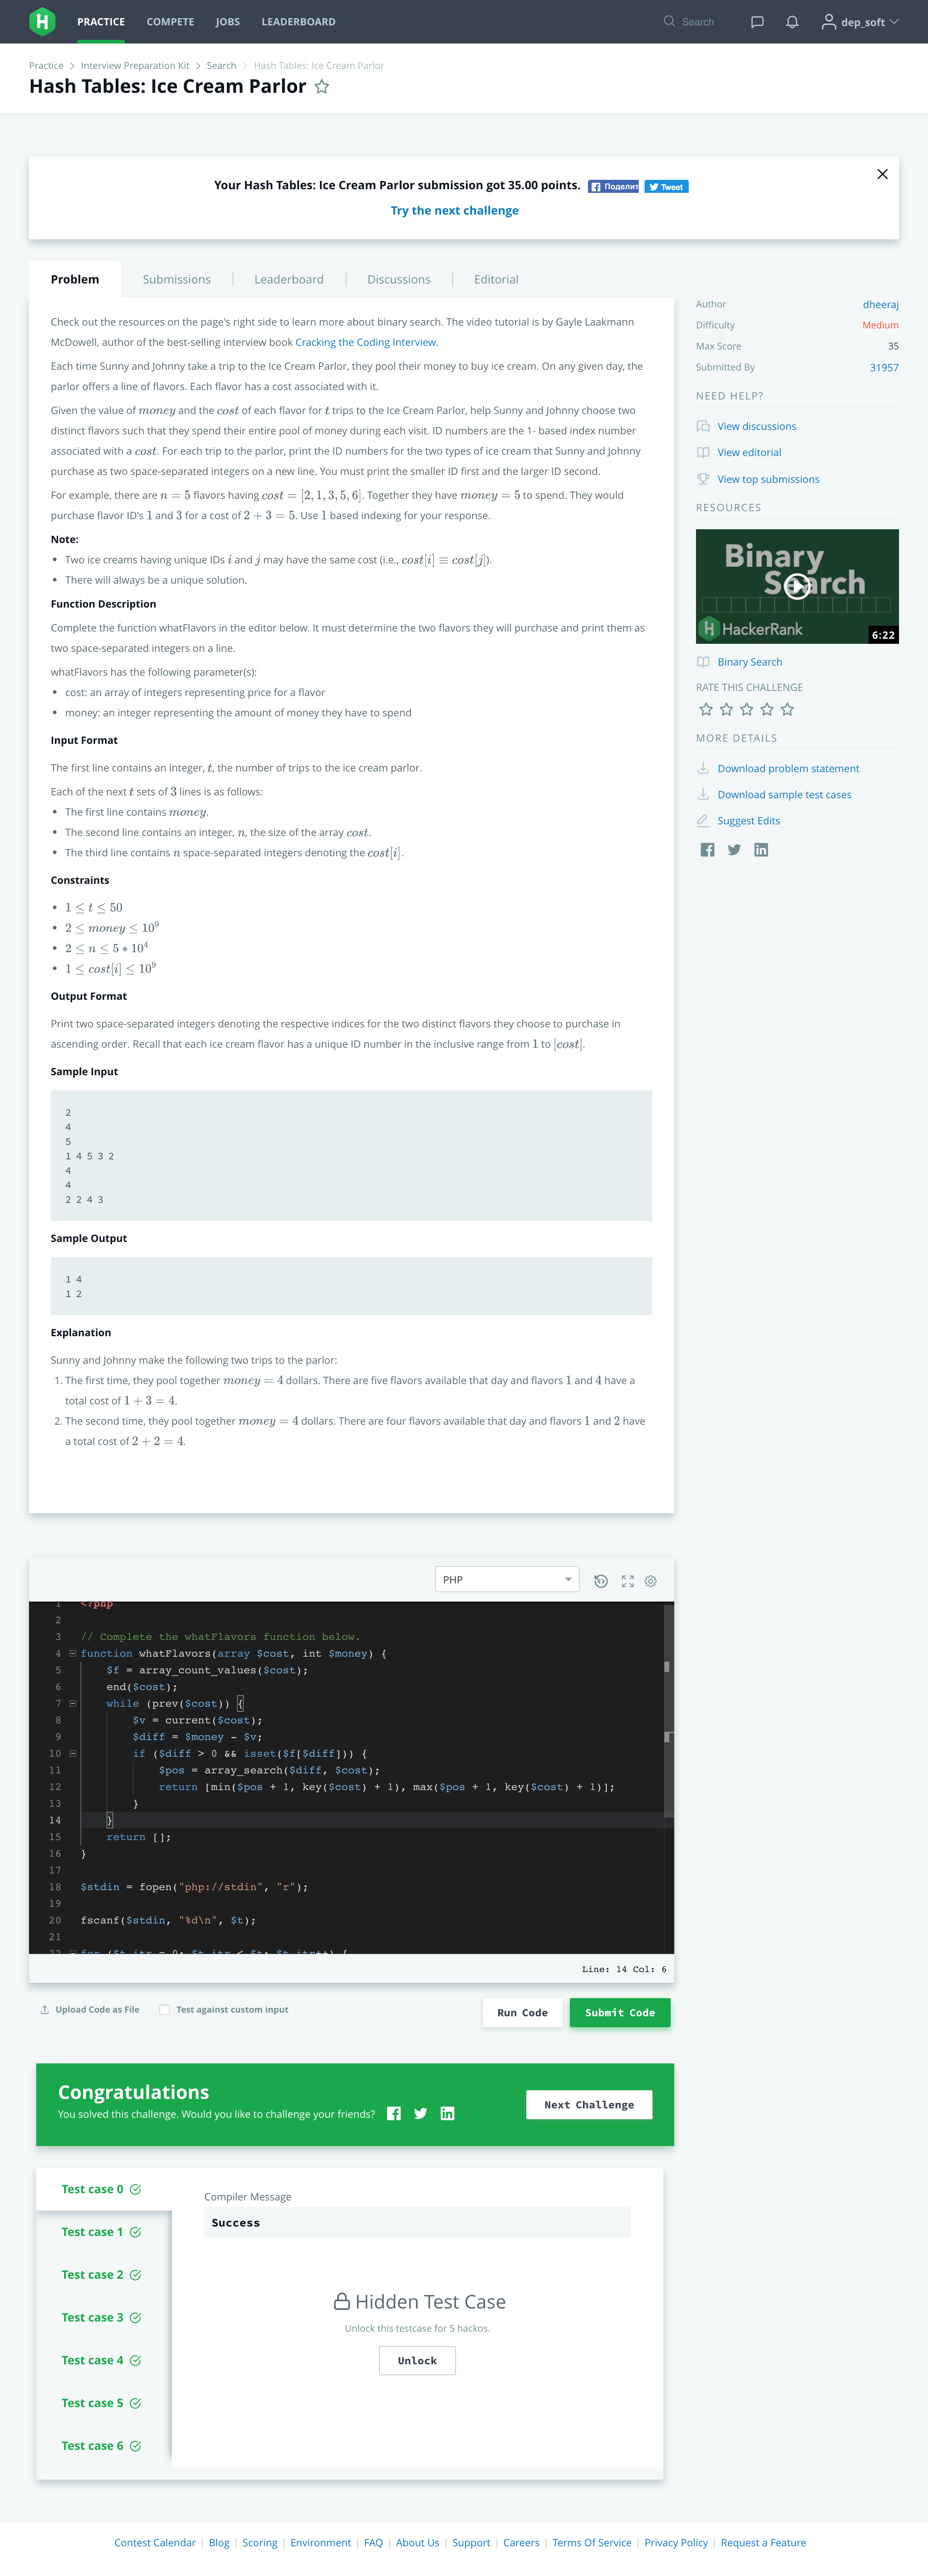 PRACTICE COMPETE JOBS LEADERBOARD Search dep_soft
Practice > Interview Preparation Kit > Search > Hash Tables: Ice Cream Parlor
Hash Tables: Ice Cream Parlor
Your Hash Tables: Ice Cream Parlor submission got 35.00 points. Поделит Tweet
Try the next challenge
Problem Submissions Leaderboard Discussions Editorial
Check out the resources on the page's right side to learn more about binary search. The video tutorial is by Gayle Laakmann
McDowell, author of the best-selling interview book Cracking the Coding Interview.
Each time Sunny and Johnny take a trip to the Ice Cream Parlor, they pool their money to buy ice cream. On any given day, the
parlor offers a line of flavors. Each flavor has a cost associated with it.
Given the value of money and the cost of each flavor for t trips to the Ice Cream Parlor, help Sunny and Johnny choose two
distinct flavors such that they spend their entire pool of money during each visit. ID numbers are the 1- based index number
associated with a cost. For each trip to the parlor, print the ID numbers for the two types of ice cream that Sunny and Johnny
purchase as two space-separated integers on a new line. You must print the smaller ID first and the larger ID second.
For example, there are n = 5 flavors having cost = [2, 1, 3, 5, 6]. Together they have money = 5 to spend. They would
purchase flavor ID's 1 and 3 for a cost of 2 + 3 = 5. Use 1 based indexing for your response.
Note:
• Two ice creams having unique IDs i and j may have the same cost (i.e., cost[i] ≡ cost[j]).
• There will always be a unique solution.
Function Description
Complete the function whatFlavors in the editor below. It must determine the two flavors they will purchase and print them as
two space-separated integers on a line.
whatFlavors has the following parameter(s):
• cost: an array of integers representing price for a flavor
• money: an integer representing the amount of money they have to spend
Input Format
The first line contains an integer, t, the number of trips to the ice cream parlor.
Each of the next t sets of 3 lines is as follows:
• The first line contains money.
• The second line contains an integer, n, the size of the array cost.
• The third line contains n space-separated integers denoting the cost[i].
Constraints
• 1 ≤ t ≤ 50
• 2 ≤ money ≤ 10⁹
• 2 ≤ n ≤ 5 * 10⁴
• 1 ≤ cost[i] ≤ 10⁹
Output Format
Print two space-separated integers denoting the respective indices for the two distinct flavors they choose to purchase in
ascending order. Recall that each ice cream flavor has a unique ID number in the inclusive range from 1 to |cost|.
Sample Input
2
4
5
1 4 5 3 2
4
4
2 2 4 3
Sample Output
1 4
1 2
Explanation
Sunny and Johnny make the following two trips to the parlor:
1. The first time, they pool together money = 4 dollars. There are five flavors available that day and flavors 1 and 4 have a
total cost of 1 + 3 = 4.
2. The second time, they pool together money = 4 dollars. There are four flavors available that day and flavors 1 and 2 have
a total cost of 2 + 2 = 4.
Author dheeraj
Difficulty Medium
Max Score 35
Submitted By 31957
NEED HELP?
View discussions
View editorial
View top submissions
RESOURCES
Binary
Search
HackerRank
6:22
Binary Search
RATE THIS CHALLENGE
MORE DETAILS
Download problem statement
Download sample test cases
Suggest Edits
PHP
1 <?php
2
3 // Complete the whatFlavors function below.
4 function whatFlavors(array $cost, int $money) {
5 $f = array_count_values($cost);
6 end($cost);
7 while (prev($cost)) {
8 $v = current($cost);
9 $diff = $money - $v;
10 if ($diff > 0 && isset($f[$diff])) {
11 $pos = array_search($diff, $cost);
12 return [min($pos + 1, key($cost) + 1), max($pos + 1, key($cost) + 1)];
13 }
14 }
15 return [];
16 }
17
18 $stdin = fopen("php://stdin", "r");
19
20 fscanf($stdin, "%d\n", $t);
21
22 for ($t_itr = 0; $t_itr < $t; $t_itr++) {
Line: 14 Col: 6
Upload Code as File Test against custom input Run Code Submit Code
Congratulations
You solved this challenge. Would you like to challenge your friends?
Next Challenge
Test case 0
Test case 1
Test case 2
Test case 3
Test case 4
Test case 5
Test case 6
Compiler Message
Success
Hidden Test Case
Unlock this testcase for 5 hackos.
Unlock
Contest Calendar | Blog | Scoring | Environment | FAQ | About Us | Support | Careers | Terms Of Service | Privacy Policy | Request a Feature